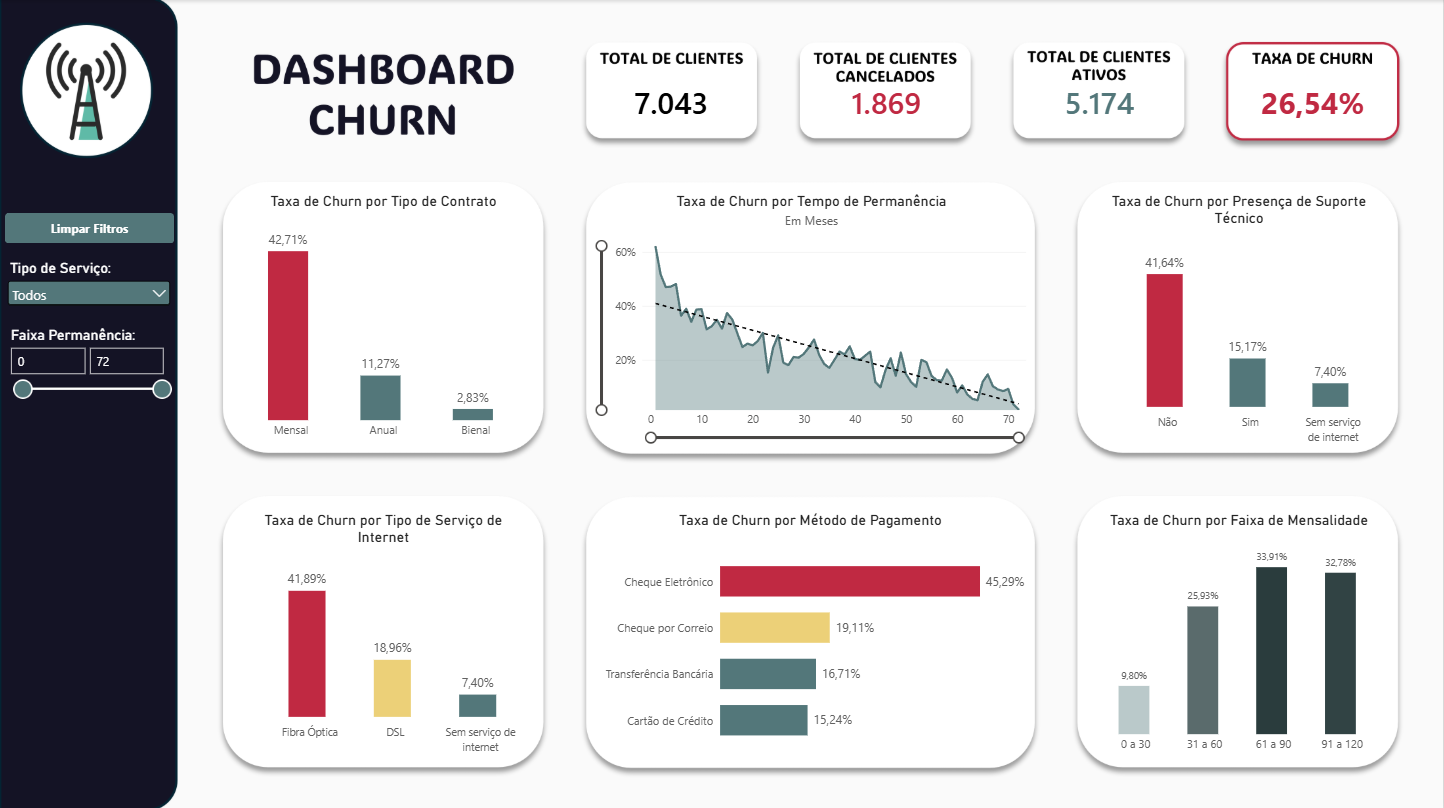 DASHBOARD
CHURN
TOTAL DE CLIENTES
7.043
TOTAL DE CLIENTES
CANCELADOS
1.869
TOTAL DE CLIENTES
ATIVOS
5.174
TAXA DE CHURN
26,54%
Limpar Filtros
Tipo de Serviço:
Todos
Faixa Permanência:
0
72
Taxa de Churn por Tipo de Contrato
42,71%
11,27%
2,83%
Mensal
Anual
Bienal
Taxa de Churn por Tempo de Permanência
Em Meses
60%
40%
20%
0
10
20
30
40
50
60
70
Taxa de Churn por Presença de Suporte
Técnico
41,64%
15,17%
7,40%
Não
Sim
Sem serviço
de internet
Taxa de Churn por Tipo de Serviço de
Internet
41,89%
18,96%
7,40%
Fibra Óptica
DSL
Sem serviço de
internet
Taxa de Churn por Método de Pagamento
Cheque Eletrônico
45,29%
Cheque por Correio
19,11%
Transferência Bancária
16,71%
Cartão de Crédito
15,24%
Taxa de Churn por Faixa de Mensalidade
9,80%
25,93%
33,91%
32,78%
0 a 30
31 a 60
61 a 90
91 a 120